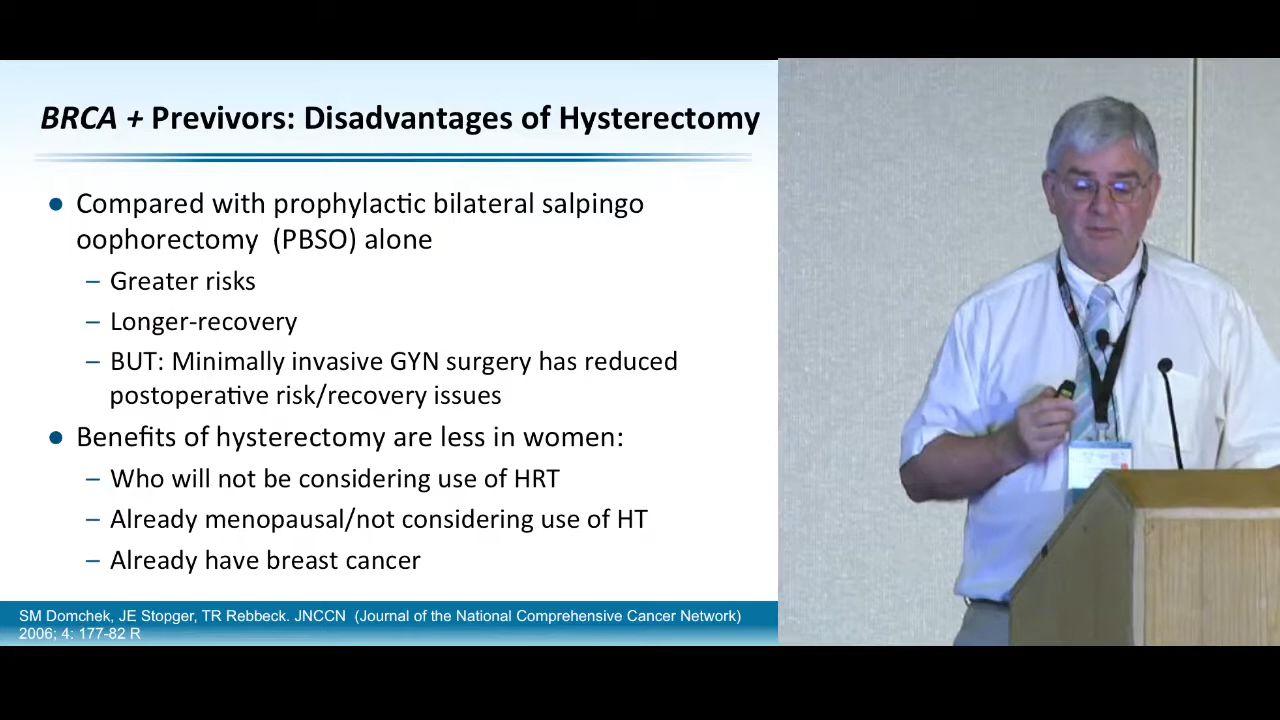 BRCA + Previvors: Disadvantages of Hysterectomy
● Compared with prophylactic bilateral salpingo
oophorectomy (PBSO) alone
– Greater risks
– Longer-recovery
– BUT: Minimally invasive GYN surgery has reduced
postoperative risk/recovery issues
● Benefits of hysterectomy are less in women:
– Who will not be considering use of HRT
– Already menopausal/not considering use of HT
– Already have breast cancer
SM Domchek, JE Stopger, TR Rebbeck. JNCCN (Journal of the National Comprehensive Cancer Network)
2006; 4: 177-82 R